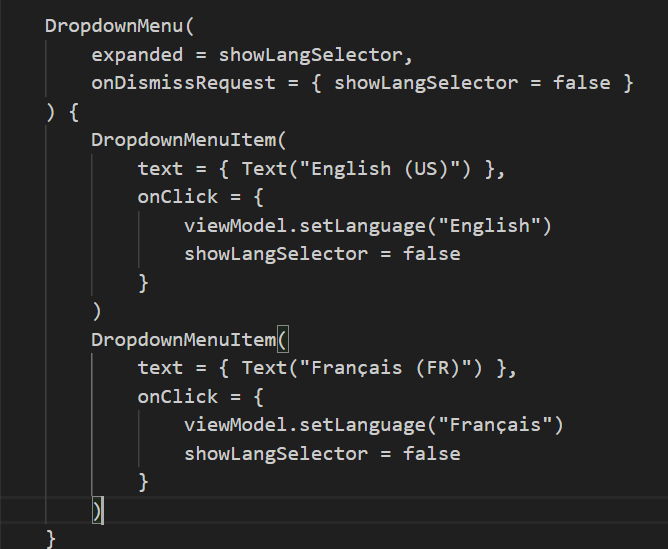 DropdownMenu(
    expanded = showLangSelector,
    onDismissRequest = { showLangSelector = false }
) {
    DropdownMenuItem(
        text = { Text("English (US)") },
        onClick = {
            viewModel.setLanguage("English")
            showLangSelector = false
        }
    )
    DropdownMenuItem(
        text = { Text("Français (FR)") },
        onClick = {
            viewModel.setLanguage("Français")
            showLangSelector = false
        }
    )
}